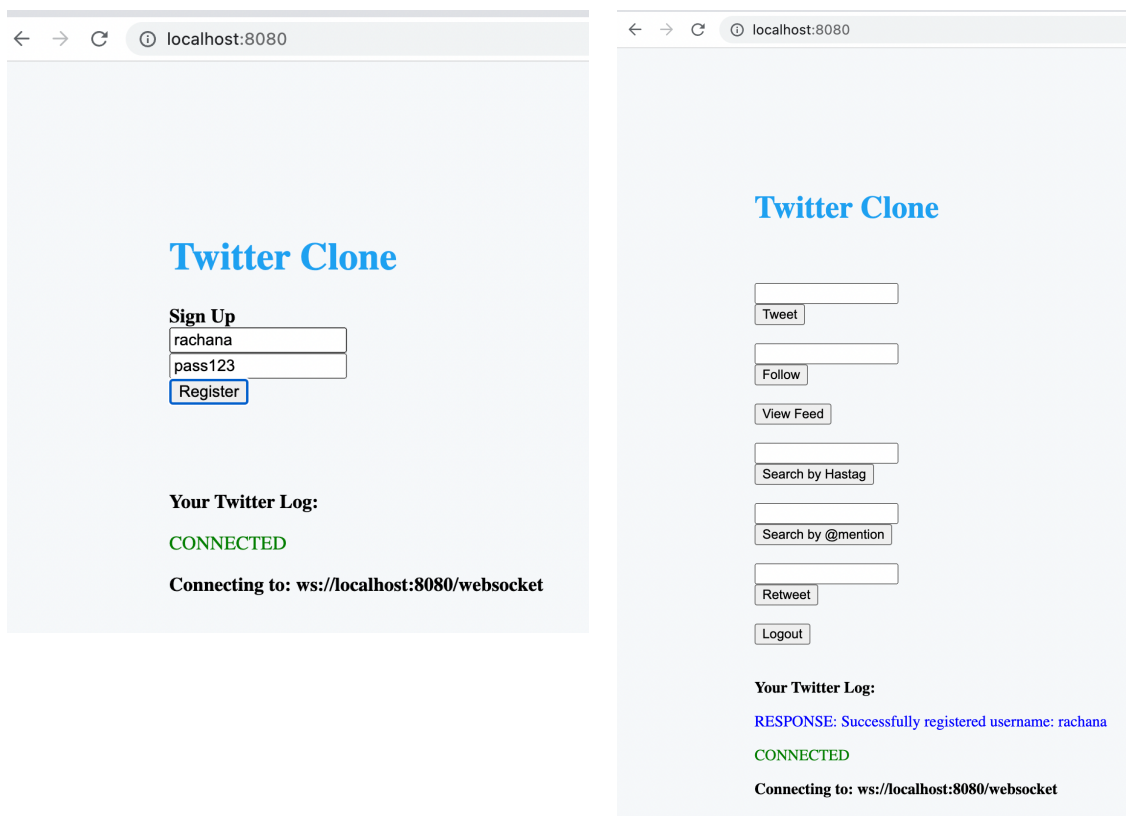 localhost:8080
Twitter Clone
Sign Up
rachana
pass123
Register
Your Twitter Log:
CONNECTED
Connecting to: ws://localhost:8080/websocket
localhost:8080
Twitter Clone
Tweet
Follow
View Feed
Search by Hastag
Search by @mention
Retweet
Logout
Your Twitter Log:
RESPONSE: Successfully registered username: rachana
CONNECTED
Connecting to: ws://localhost:8080/websocket